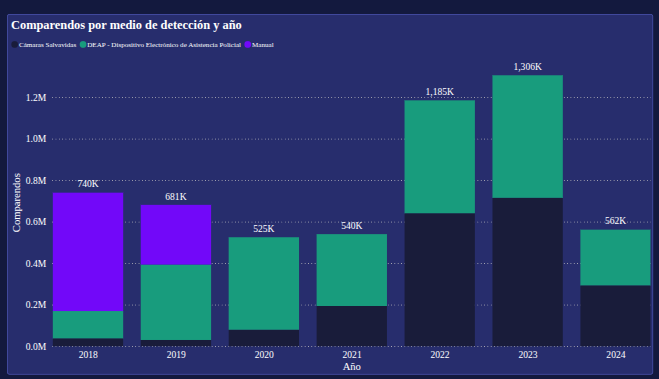 Comparendos por medio de detección y año
Cámaras Salvavidas DEAP - Dispositivo Electrónico de Asistencia Policial Manual
1,306K
1,185K
1.2M
1.0M
740K
0.8M
681K
Comparendos
0.6M
525K
540K
562K
0.4M
0.2M
0.0M
2018 2019 2020 2021 2022 2023 2024
Año